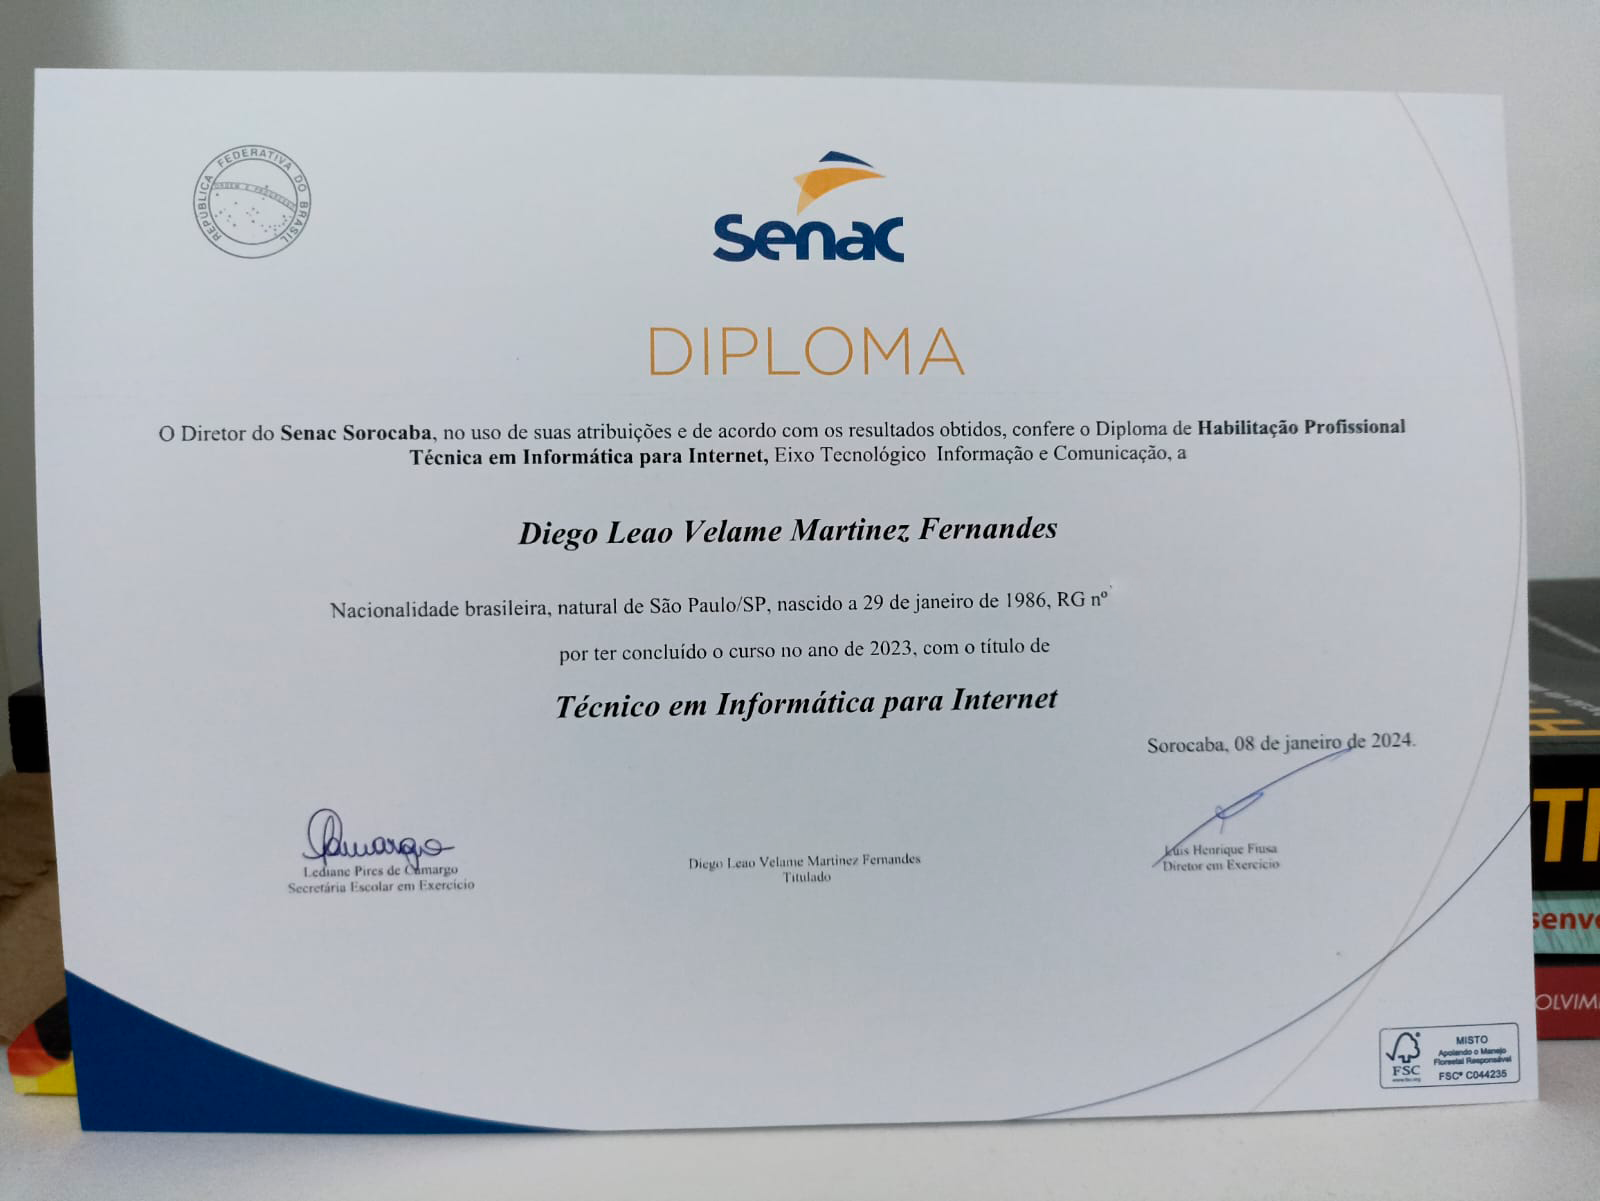 REPÚBLICA FEDERATIVA DO BRASIL
ORDEM E PROGRESSO
Senac
DIPLOMA
O Diretor do Senac Sorocaba, no uso de suas atribuições e de acordo com os resultados obtidos, confere o Diploma de Habilitação Profissional
Técnica em Informática para Internet, Eixo Tecnológico Informação e Comunicação, a
Diego Leao Velame Martinez Fernandes
Nacionalidade brasileira, natural de São Paulo/SP, nascido a 29 de janeiro de 1986, RG nº
por ter concluído o curso no ano de 2023, com o título de
Técnico em Informática para Internet
Sorocaba, 08 de janeiro de 2024.
Camargo
Lediane Pires de Camargo
Secretária Escolar em Exercício
Diego Leao Velame Martinez Fernandes
Titulado
Luis Henrique Fiusa
Diretor em Exercício
senv
OLVIM
FSC
www.fsc.org
MISTO
Apoiando o Manejo
Florestal Responsável
FSC® C044235